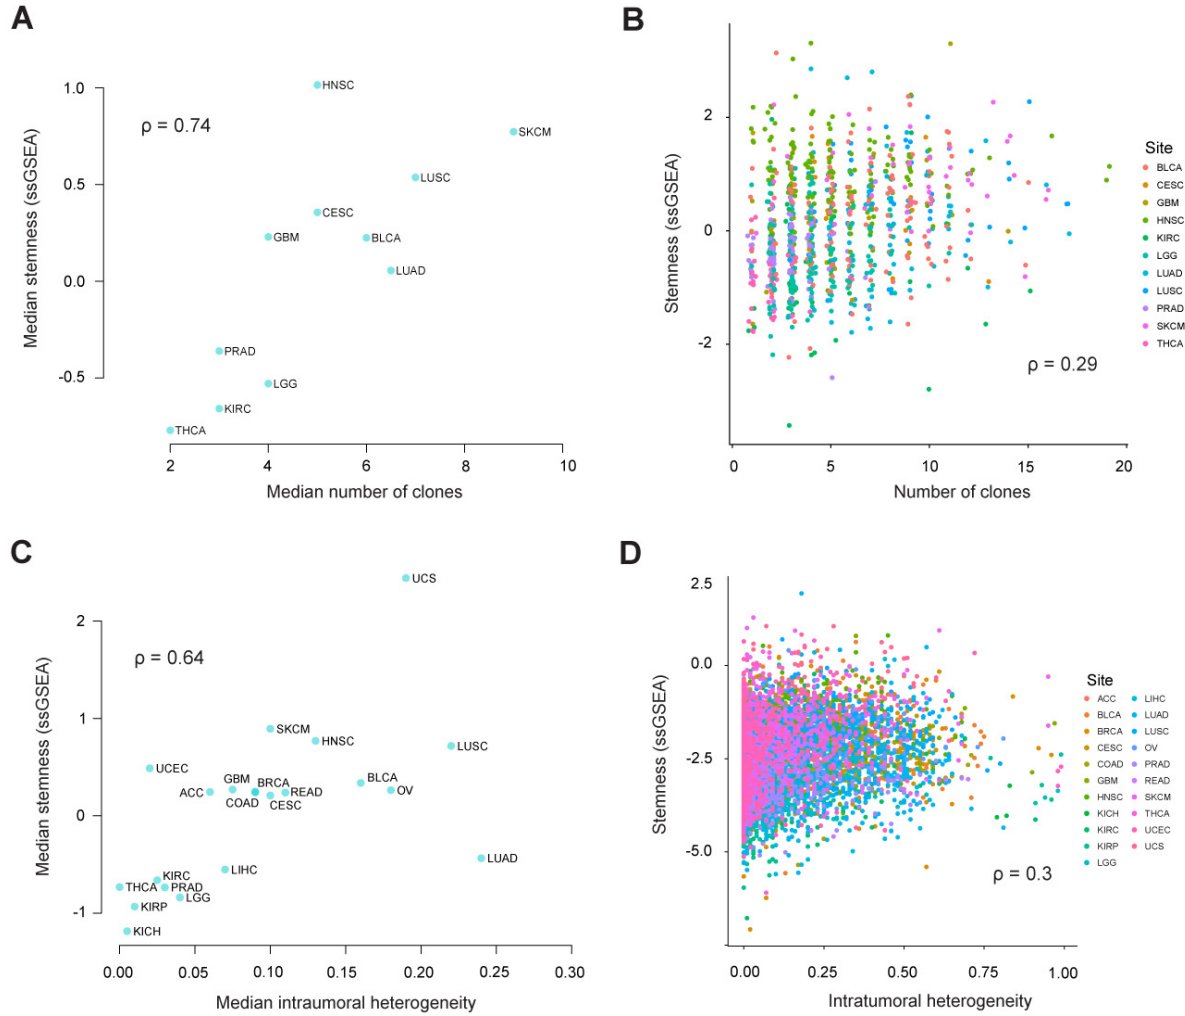 A
Median stemness (ssGSEA)
1.0
0.5
0.0
-0.5
ρ = 0.74
HNSC
SKCM
LUSC
CESC
GBM
BLCA
LUAD
PRAD
LGG
KIRC
THCA
2 4 6 8 10
Median number of clones
B
Stemness (ssGSEA)
2
0
-2
ρ = 0.29
0 5 10 15 20
Number of clones
Site
BLCA
CESC
GBM
HNSC
KIRC
LGG
LUAD
LUSC
PRAD
SKCM
THCA
C
Median stemness (ssGSEA)
2
1
0
-1
ρ = 0.64
UCS
SKCM
HNSC
LUSC
UCEC
GBM
BRCA
BLCA
ACC
READ
OV
COAD
CESC
LUAD
LIHC
KIRC
THCA
PRAD
LGG
KIRP
KICH
0.00 0.05 0.10 0.15 0.20 0.25 0.30
Median intraumoral heterogeneity
D
Stemness (ssGSEA)
2.5
0.0
-2.5
-5.0
ρ = 0.3
0.00 0.25 0.50 0.75 1.00
Intratumoral heterogeneity
Site
ACC
BLCA
BRCA
CESC
COAD
GBM
HNSC
KICH
KIRC
KIRP
LGG
LIHC
LUAD
LUSC
OV
PRAD
READ
SKCM
THCA
UCEC
UCS